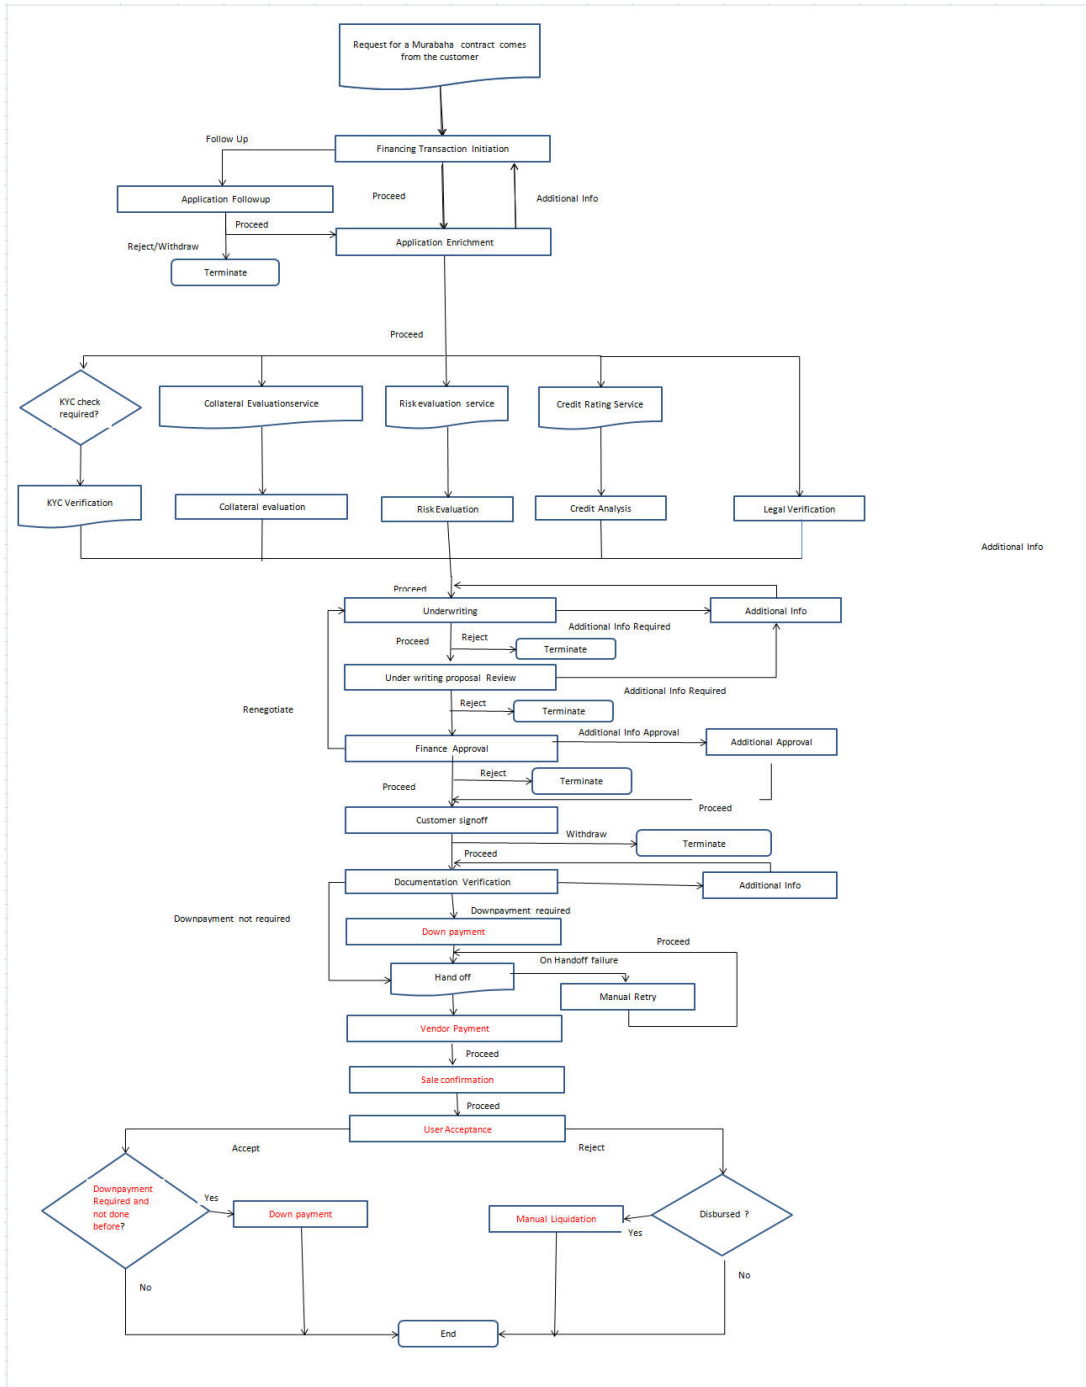 Request for a Murabaha contract comes
from the customer
Follow Up
Financing Transaction Initiation
Proceed
Additional Info
Application Followup
Proceed
Application Enrichment
Reject/Withdraw
Terminate
Proceed
KYC check
required?
Collateral Evaluationservice
Risk evaluation service
Credit Rating Service
KYC Verification
Collateral evaluation
Risk Evaluation
Credit Analysis
Legal Verification
Additional Info
Proceed
Underwriting
Additional Info
Additional Info Required
Proceed
Reject
Terminate
Under writing proposal Review
Additional Info Required
Reject
Renegotiate
Terminate
Additional Info Approval
Finance Approval
Additional Approval
Reject
Terminate
Proceed
Proceed
Customer signoff
Withdraw
Terminate
Proceed
Documentation Verification
Additional Info
Downpayment not required
Downpayment required
Down payment
Proceed
On Handoff failure
Hand off
Manual Retry
Vendor Payment
Proceed
Sale confirmation
Proceed
User Acceptance
Accept
Reject
Downpayment
Required and
not done
before?
Yes
Down payment
Manual Liquidation
Yes
Disbursed ?
No
No
End